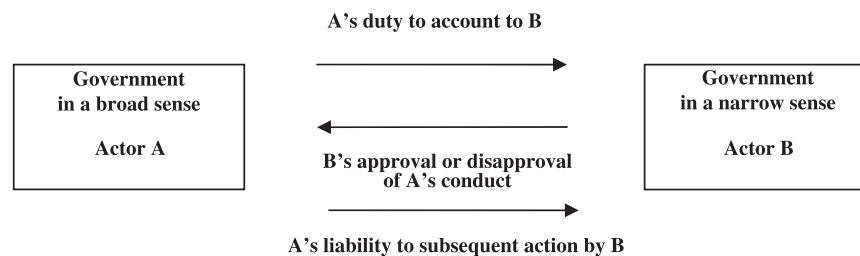 A's duty to account to B
Government
in a broad sense
Actor A
Government
in a narrow sense
Actor B
B's approval or disapproval
of A's conduct
A's liability to subsequent action by B